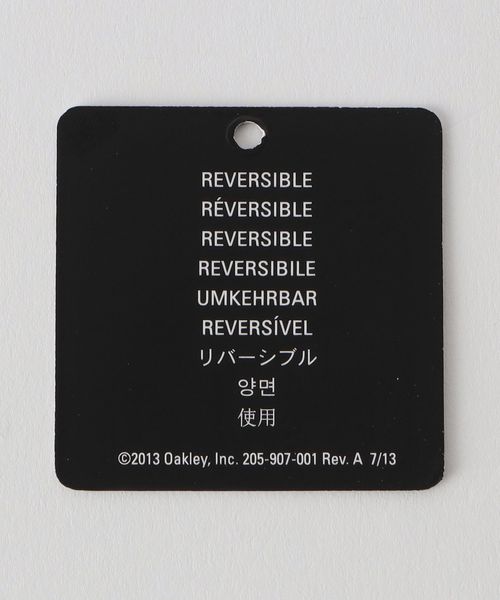 REVERSIBLE
RÉVERSIBLE
REVERSIBLE
REVERSIBILE
UMKEHRBAR
REVERSÍVEL
リバーシブル
양면
使用
©2013 Oakley, Inc. 205-907-001 Rev. A 7/13